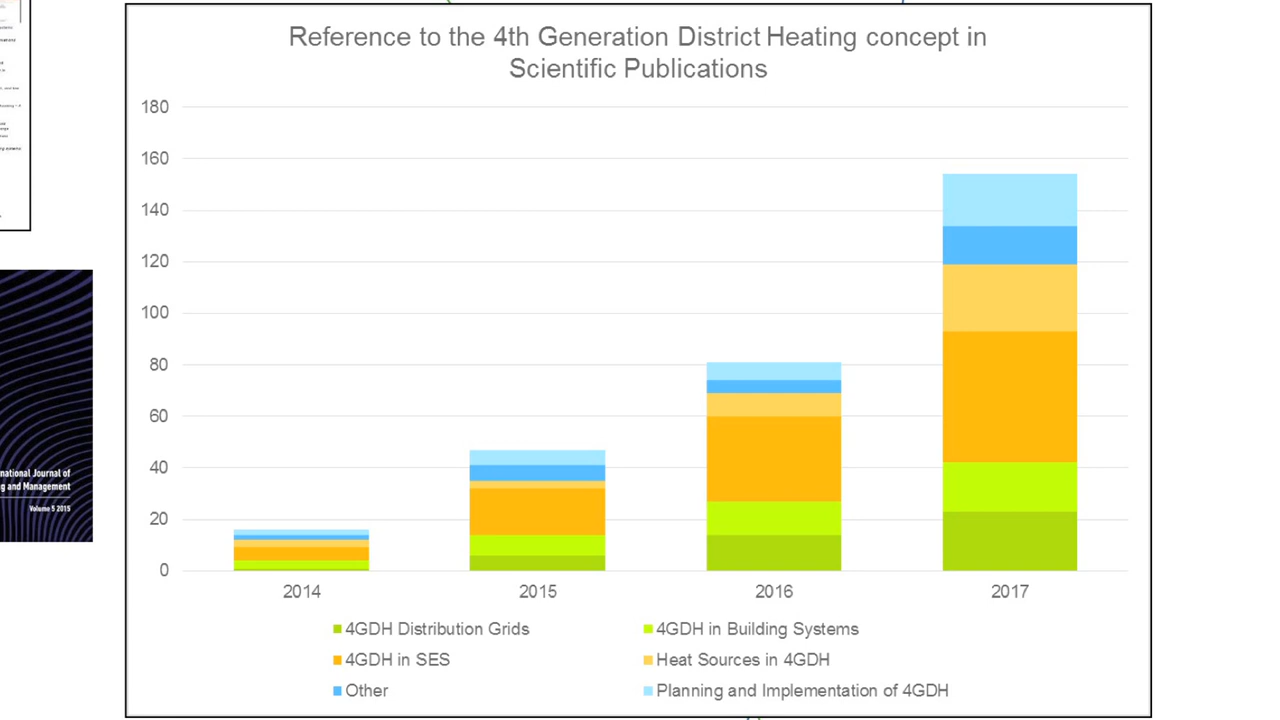 Reference to the 4th Generation District Heating concept in
Scientific Publications
180
160
140
120
100
80
60
40
20
0
2014 2015 2016 2017
4GDH Distribution Grids 4GDH in Building Systems
4GDH in SES Heat Sources in 4GDH
Other Planning and Implementation of 4GDH
national Journal of
g and Management
Volume 5 2015